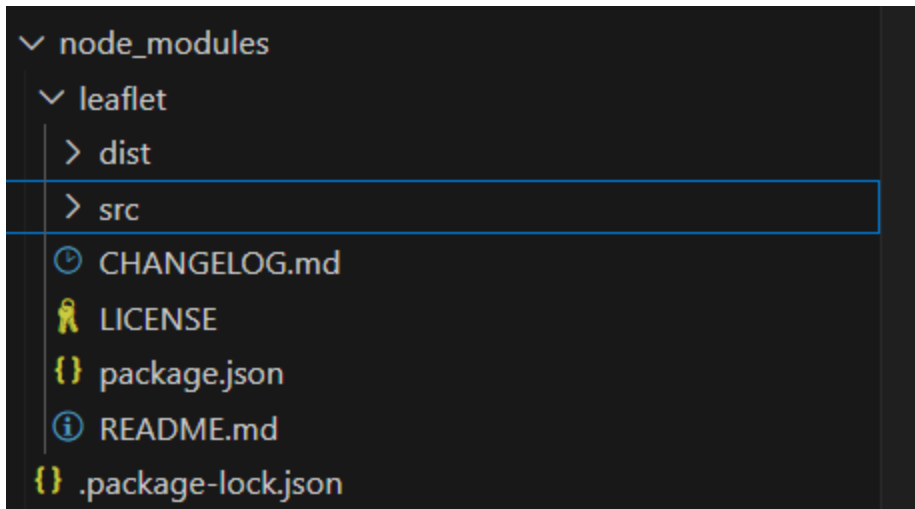 node_modules
leaflet
dist
src
CHANGELOG.md
LICENSE
package.json
README.md
.package-lock.json